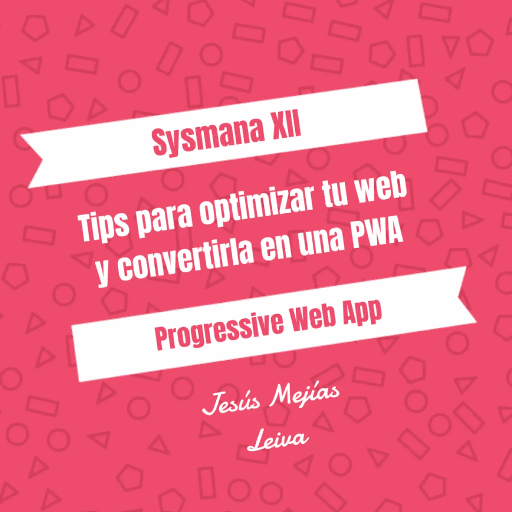 Sysmana XII
Tips para optimizar tu web
y convertirla en una PWA
Progressive Web App
Jesús Mejías
Leiva